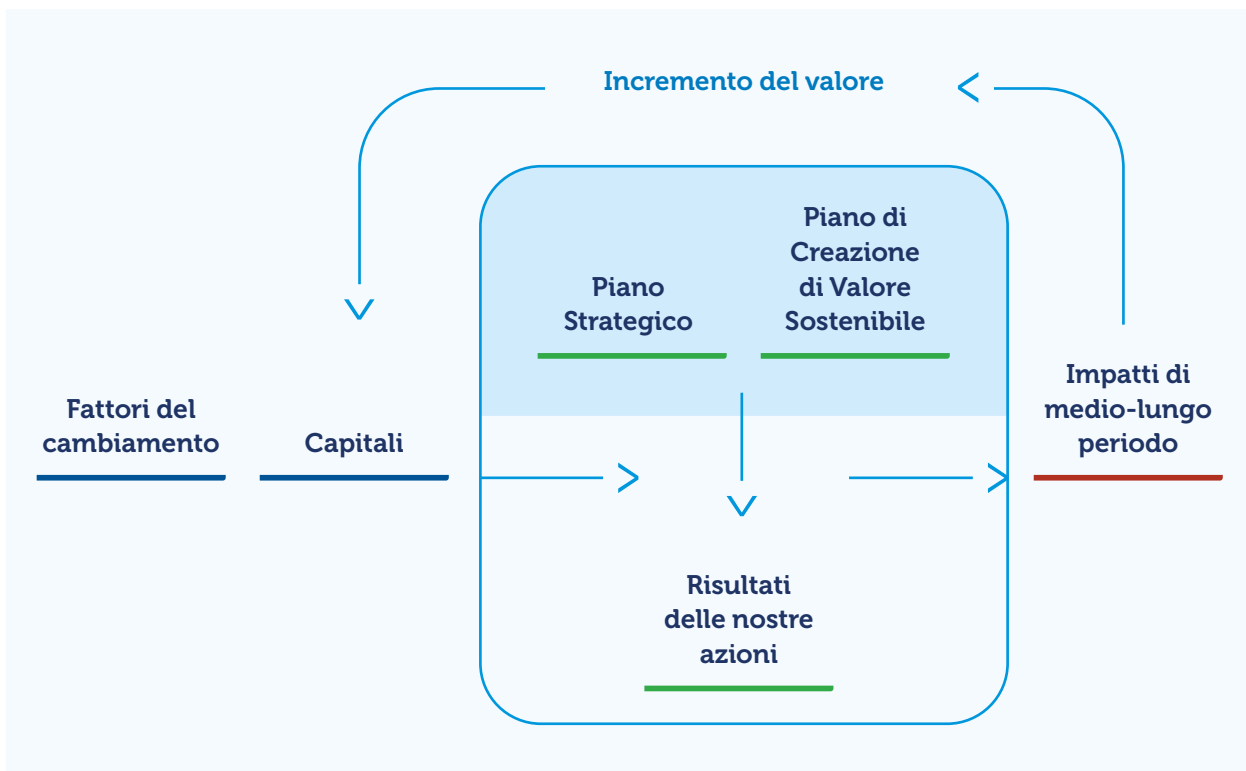 Incremento del valore
Fattori del
cambiamento
Capitali
Piano
Strategico
Piano di
Creazione
di Valore
Sostenibile
Risultati
delle nostre
azioni
Impatti di
medio-lungo
periodo